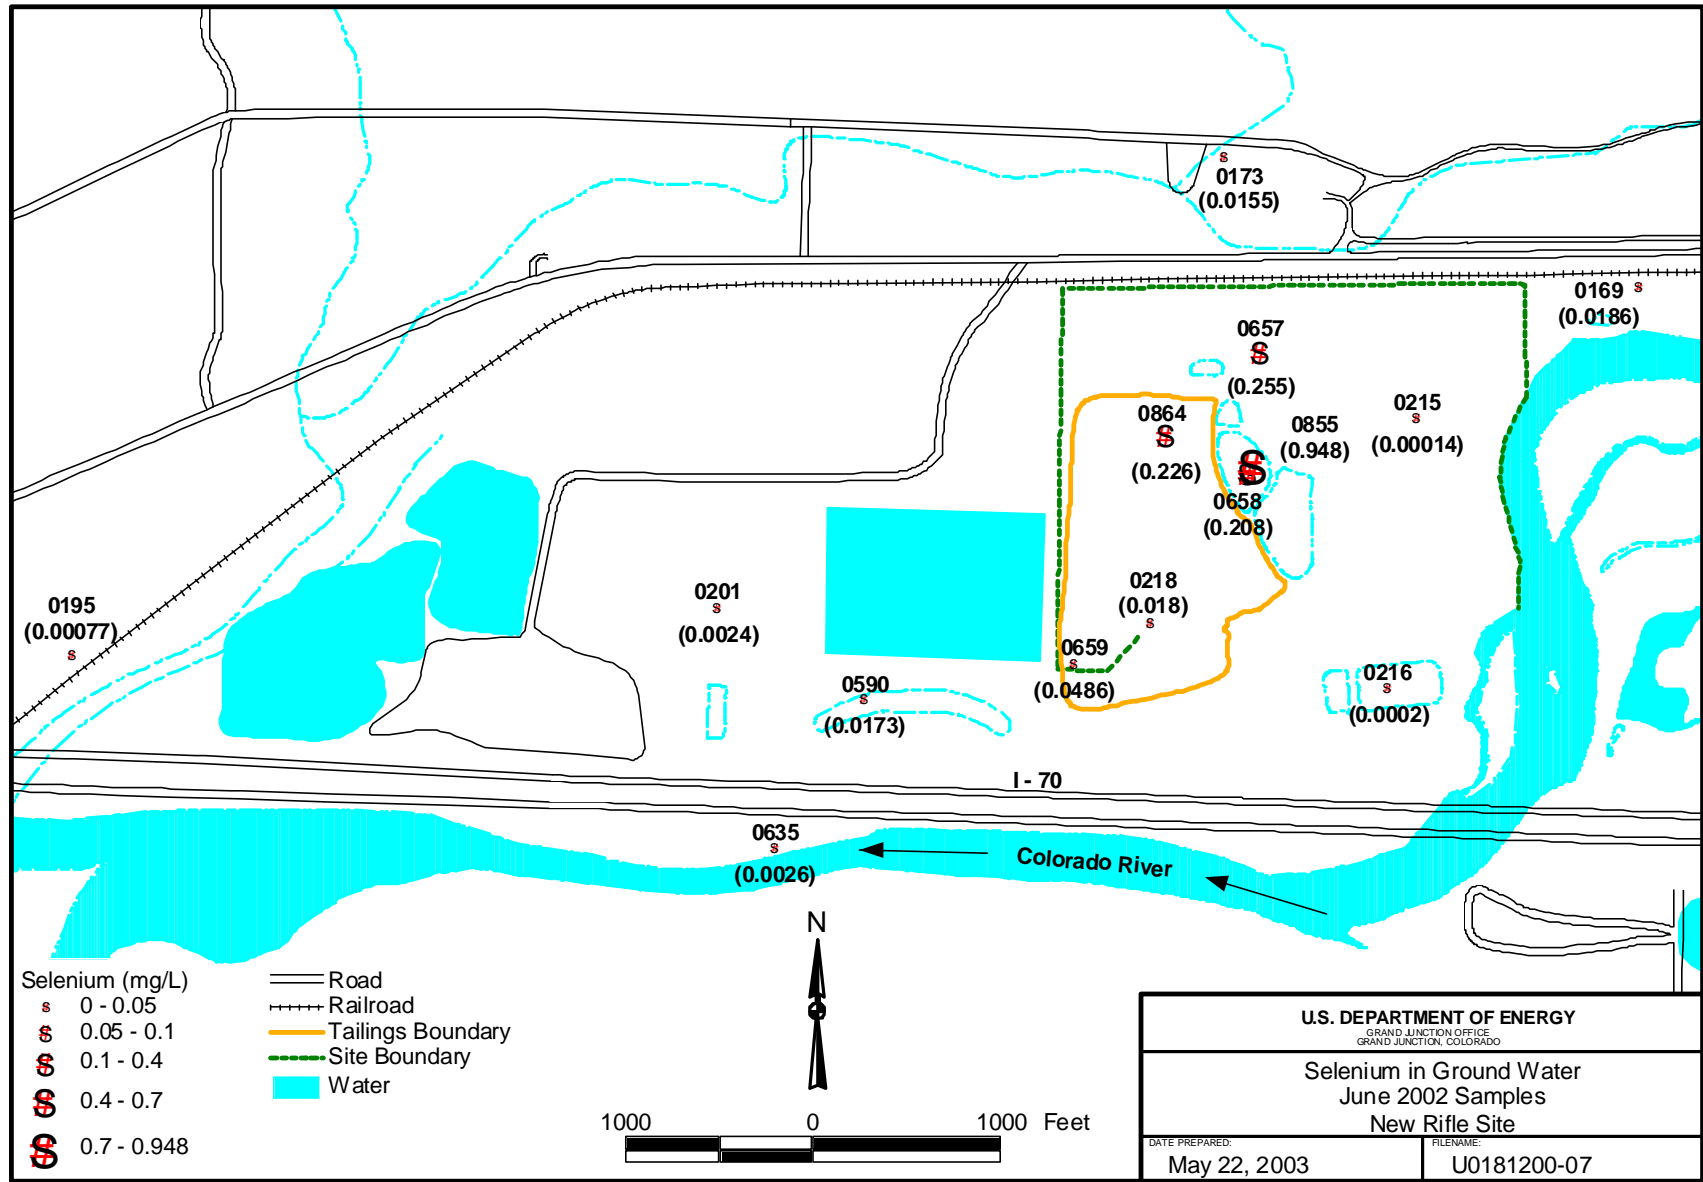 0173
(0.0155)
0169
(0.0186)
0657
(0.255)
0864
(0.226)
0855
(0.948)
0215
(0.00014)
0658
(0.208)
0195
(0.00077)
0201
(0.0024)
0218
(0.018)
0659
(0.0486)
0590
(0.0173)
0216
(0.0002)
I - 70
0635
(0.0026)
Colorado River
N
Selenium (mg/L)
0 - 0.05
0.05 - 0.1
0.1 - 0.4
0.4 - 0.7
0.7 - 0.948
Road
Railroad
Tailings Boundary
Site Boundary
Water
1000 0 1000 Feet
U.S. DEPARTMENT OF ENERGY
GRAND JUNCTION OFFICE
GRAND JUNCTION, COLORADO
Selenium in Ground Water
June 2002 Samples
New Rifle Site
DATE PREPARED:
May 22, 2003
FILENAME:
U0181200-07